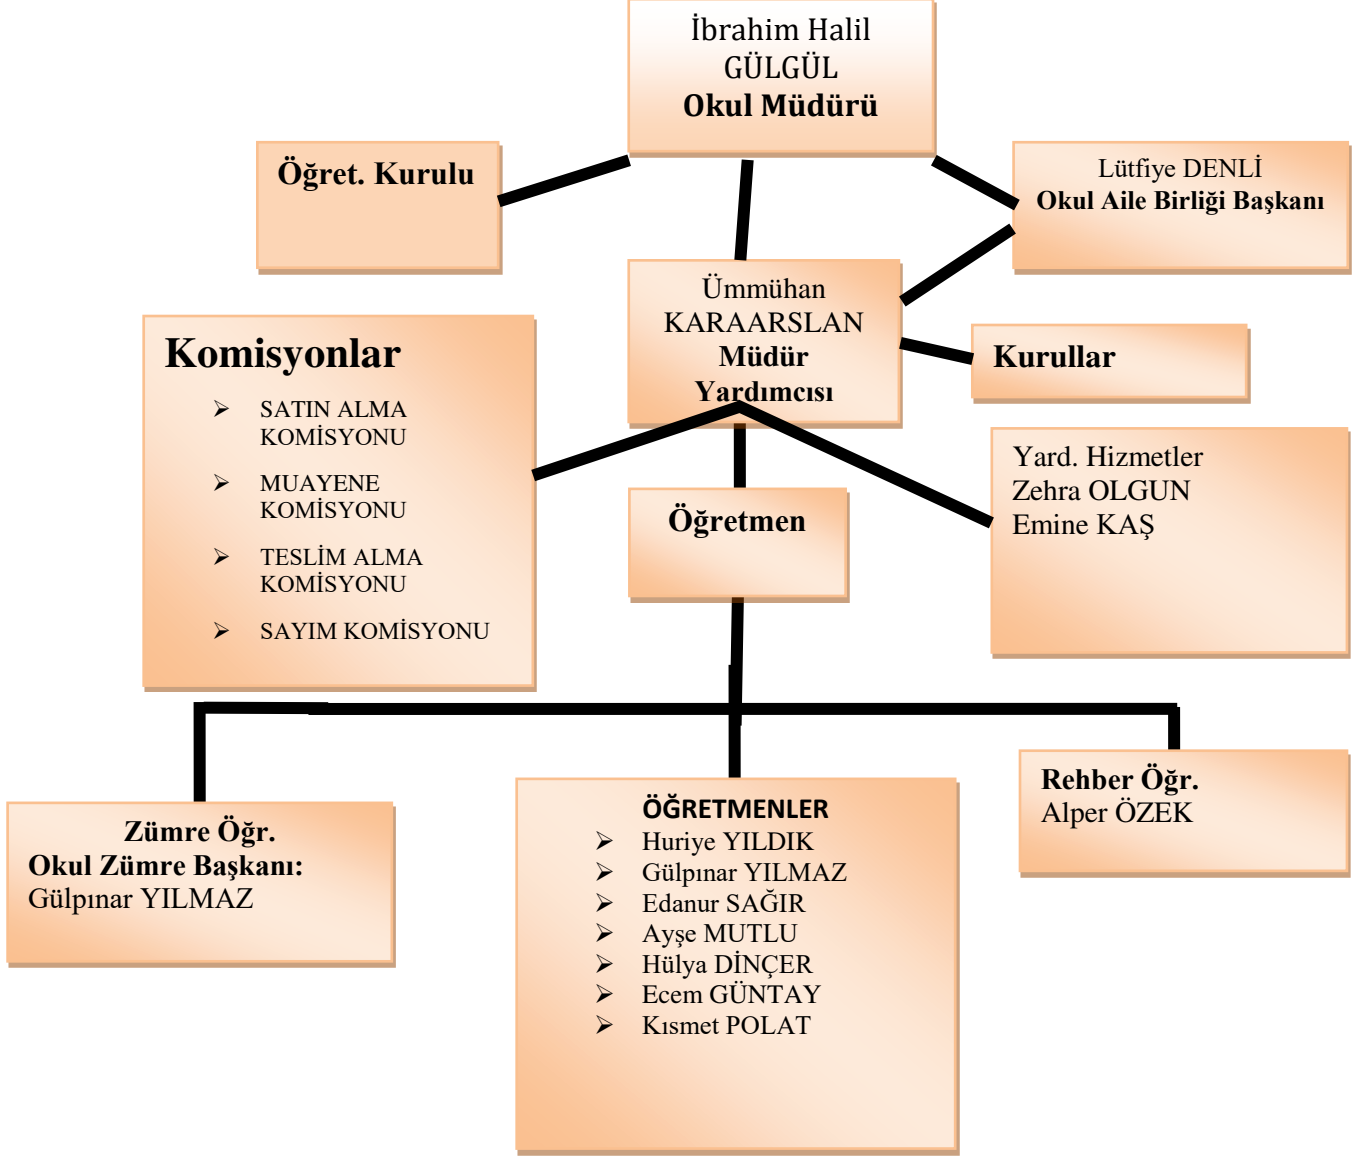 İbrahim Halil
GÜLGÜL
Okul Müdürü
Öğret. Kurulu
Lütfiye DENLİ
Okul Aile Birliği Başkanı
Ümmühan
KARAARSLAN
Müdür
Yardımcısı
Kurullar
Komisyonlar
➢ SATIN ALMA
KOMİSYONU
➢ MUAYENE
KOMİSYONU
➢ TESLİM ALMA
KOMİSYONU
➢ SAYIM KOMİSYONU
Yard. Hizmetler
Zehra OLGUN
Emine KAŞ
Öğretmen
Zümre Öğr.
Okul Zümre Başkanı:
Gülpınar YILMAZ
ÖĞRETMENLER
➢ Huriye YILDIK
➢ Gülpınar YILMAZ
➢ Edanur SAĞIR
➢ Ayşe MUTLU
➢ Hülya DİNÇER
➢ Ecem GÜNTAY
➢ Kısmet POLAT
Rehber Öğr.
Alper ÖZEK